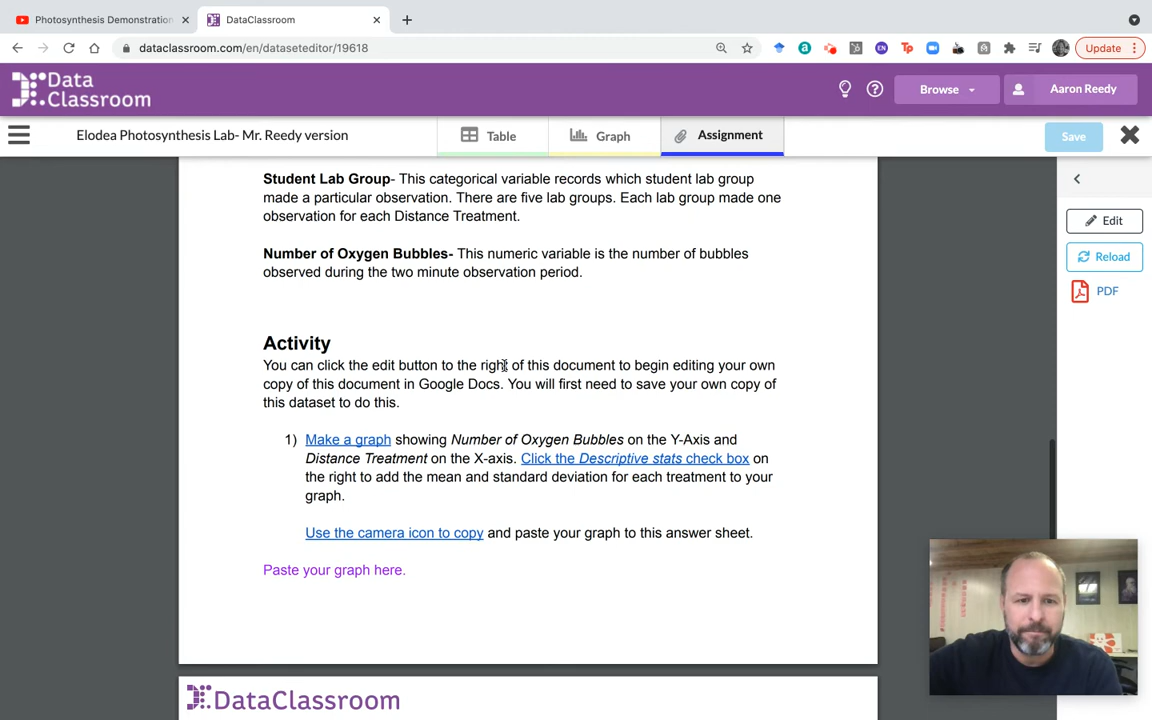 Photosynthesis Demonstration
DataClassroom
dataclassroom.com/en/dataseteditor/19618
Update
Data
Classroom
Browse
Aaron Reedy
Elodea Photosynthesis Lab- Mr. Reedy version
Table
Graph
Assignment
Save
Student Lab Group- This categorical variable records which student lab group
made a particular observation. There are five lab groups. Each lab group made one
observation for each Distance Treatment.
Number of Oxygen Bubbles- This numeric variable is the number of bubbles
observed during the two minute observation period.
Activity
You can click the edit button to the right of this document to begin editing your own
copy of this document in Google Docs. You will first need to save your own copy of
this dataset to do this.
1) Make a graph showing Number of Oxygen Bubbles on the Y-Axis and
Distance Treatment on the X-axis. Click the Descriptive stats check box on
the right to add the mean and standard deviation for each treatment to your
graph.
Use the camera icon to copy and paste your graph to this answer sheet.
Paste your graph here.
DataClassroom
Edit
Reload
PDF